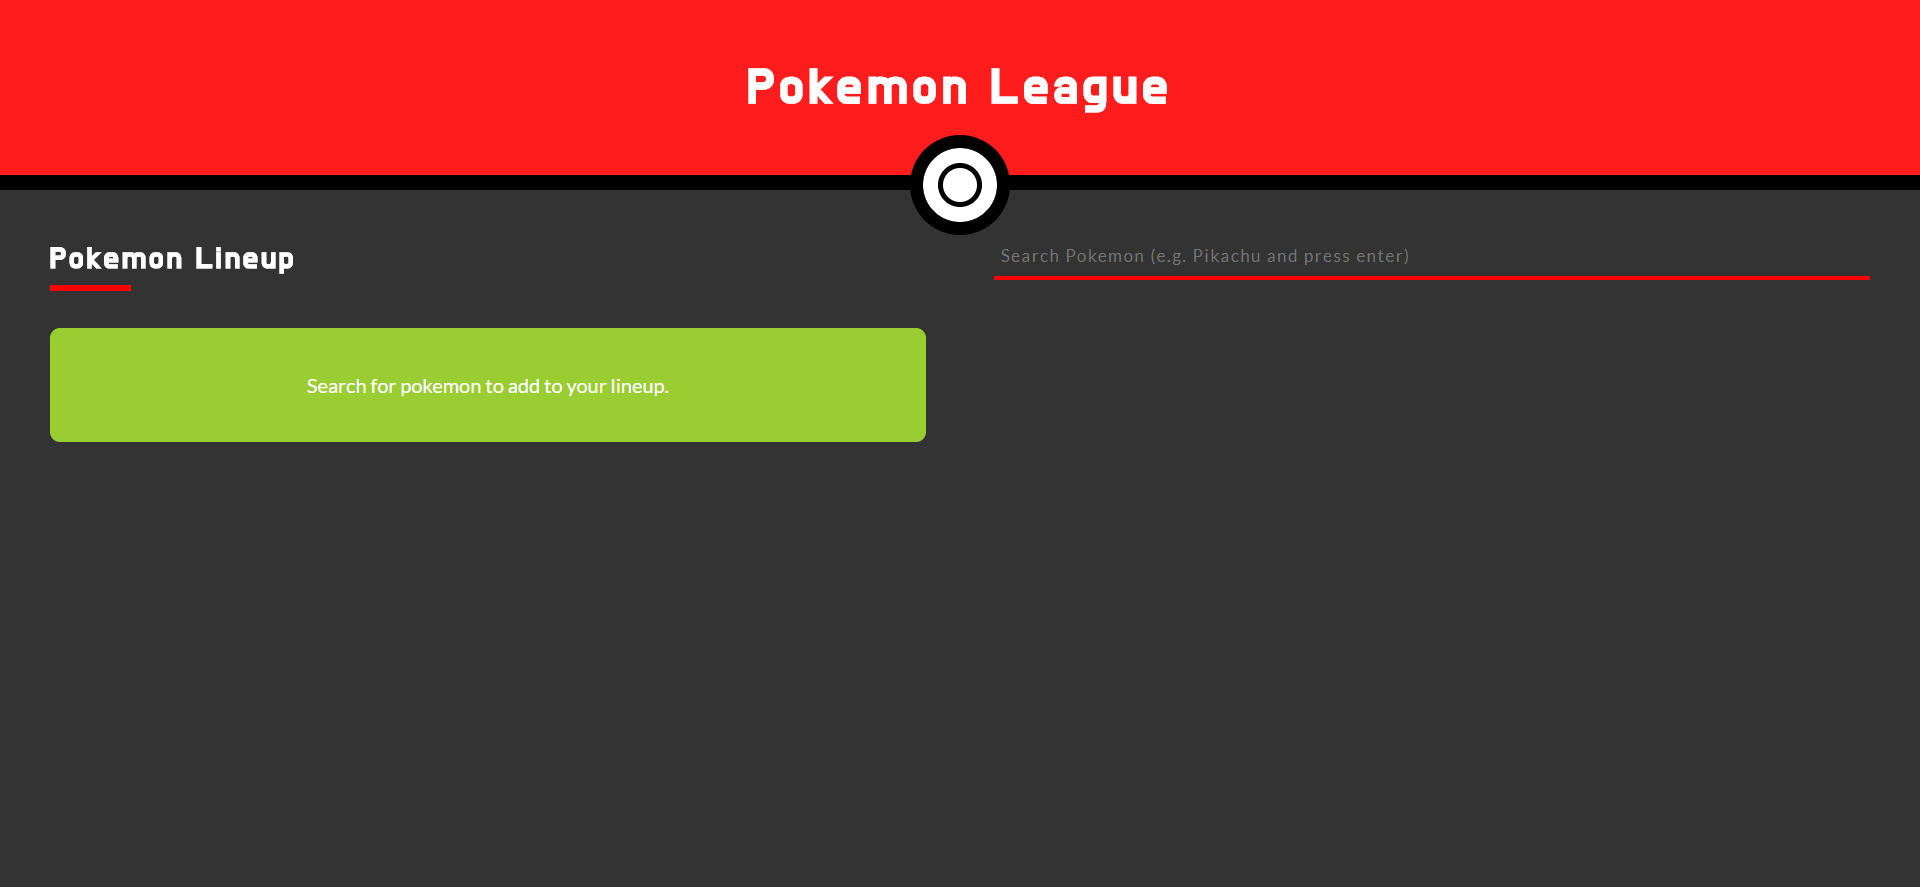 Pokemon League
Pokemon Lineup
Search Pokemon (e.g. Pikachu and press enter)
Search for pokemon to add to your lineup.